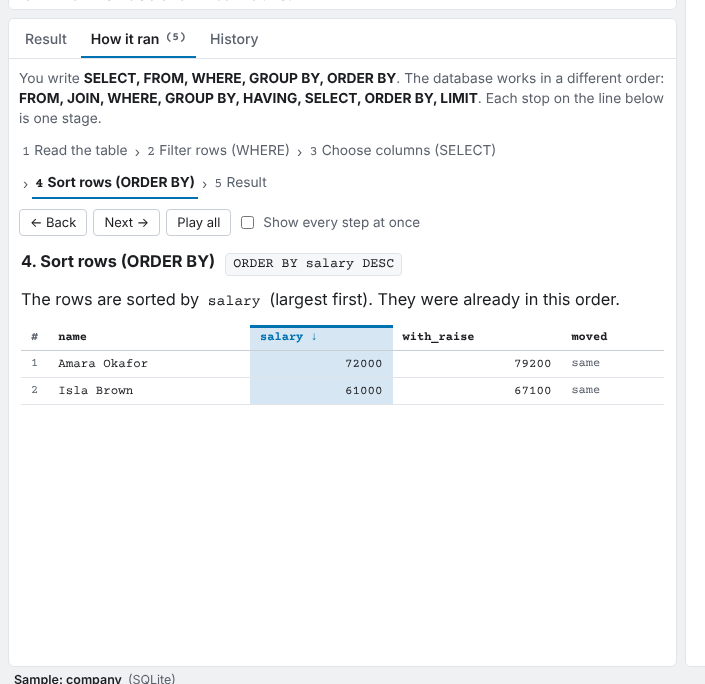 Result How it ran (5) History
You write SELECT, FROM, WHERE, GROUP BY, ORDER BY. The database works in a different order:
FROM, JOIN, WHERE, GROUP BY, HAVING, SELECT, ORDER BY, LIMIT. Each stop on the line below
is one stage.
1 Read the table › 2 Filter rows (WHERE) › 3 Choose columns (SELECT)
› 4 Sort rows (ORDER BY) › 5 Result
← Back Next → Play all Show every step at once
4. Sort rows (ORDER BY) ORDER BY salary DESC
The rows are sorted by salary (largest first). They were already in this order.
# name salary ↓ with_raise moved
1 Amara Okafor 72000 79200 same
2 Isla Brown 61000 67100 same
Sample: company (SQLite)